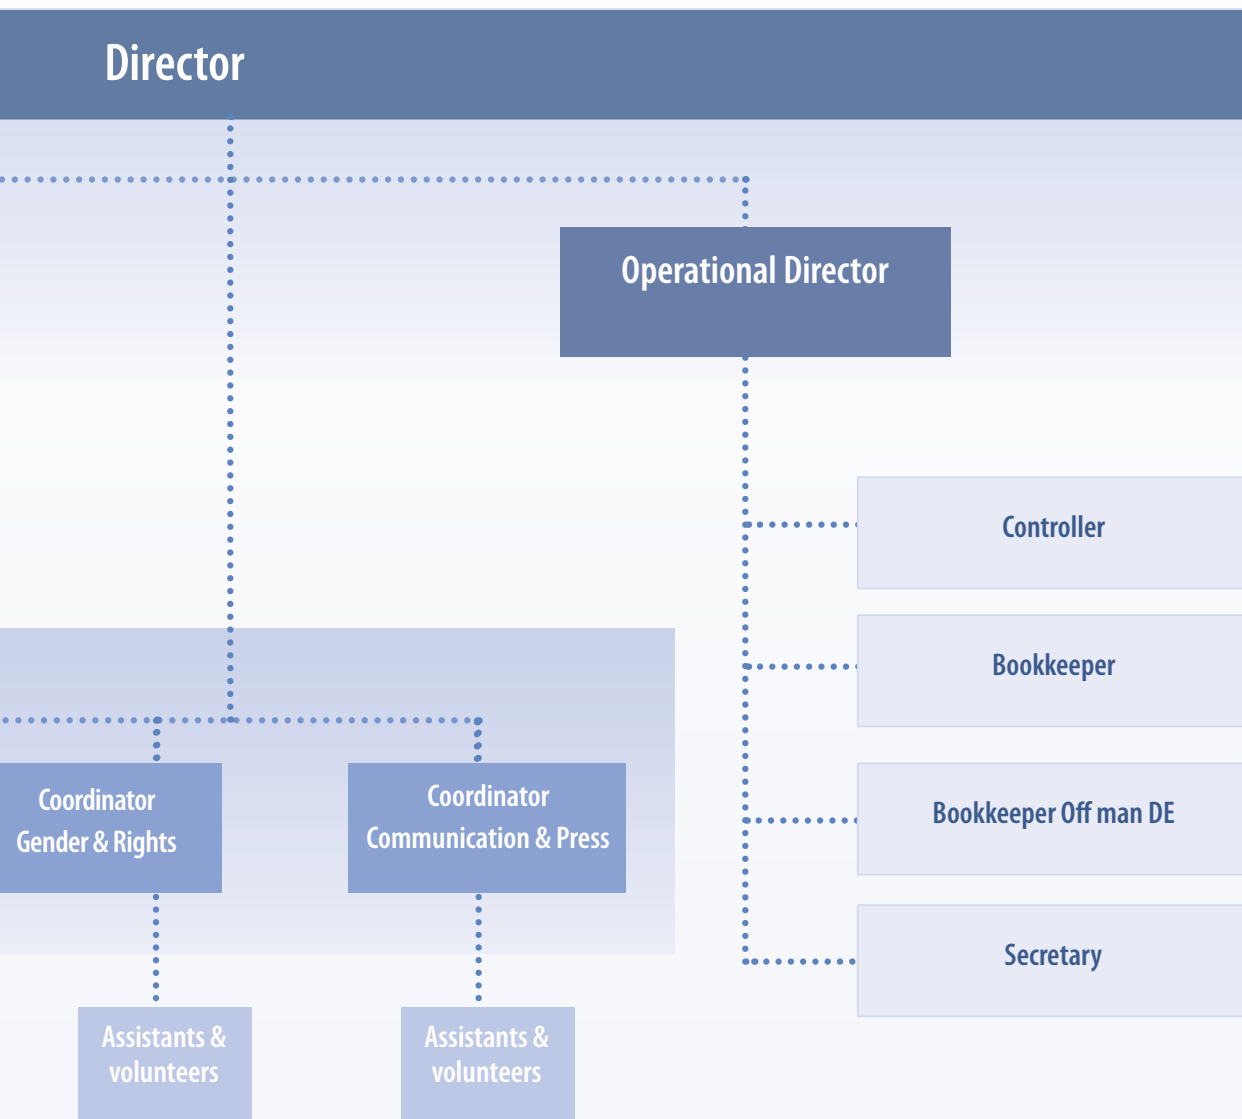 Director
Operational Director
Controller
Bookkeeper
Bookkeeper Off man DE
Secretary
Coordinator
Gender & Rights
Coordinator
Communication & Press
Assistants &
volunteers
Assistants &
volunteers